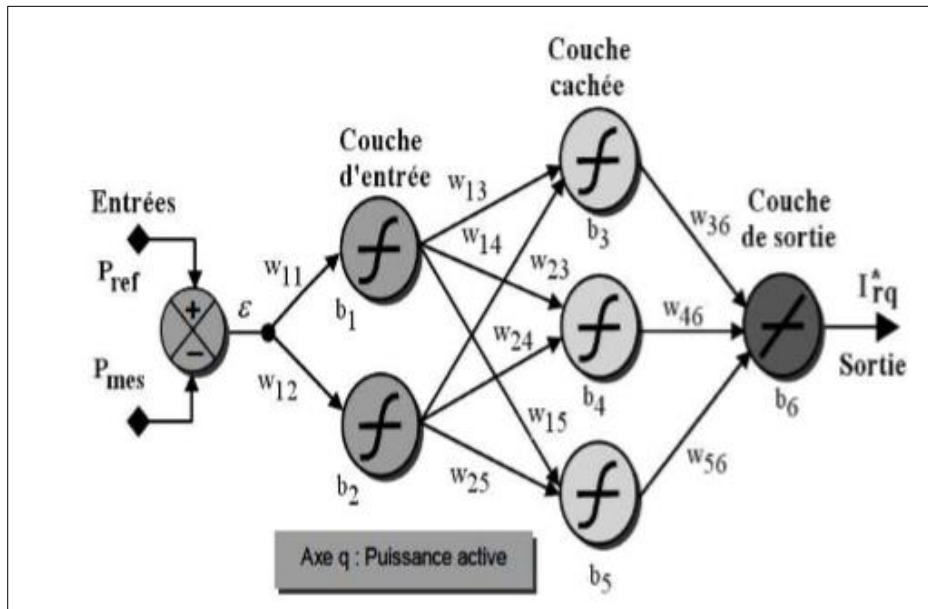 Couche
cachée
Couche
d'entrée
Entrées
P_ref
P_mes
+
−
ε
w11
w12
b1
b2
w13
w14
w23
w24
w15
w25
b3
b4
b5
w36
w46
w56
Couche
de sortie
b6
I*rq
Sortie
Axe q : Puissance active